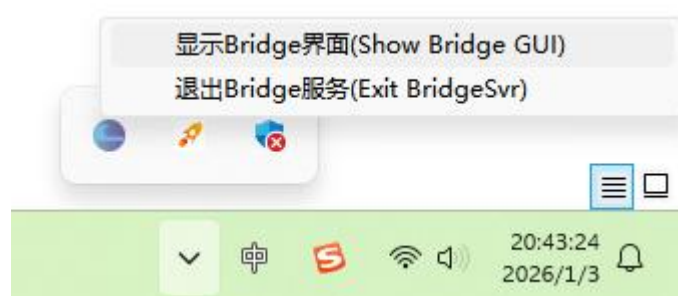 显示Bridge界面(Show Bridge GUI)
退出Bridge服务(Exit BridgeSvr)
中
S
20:43:24
2026/1/3